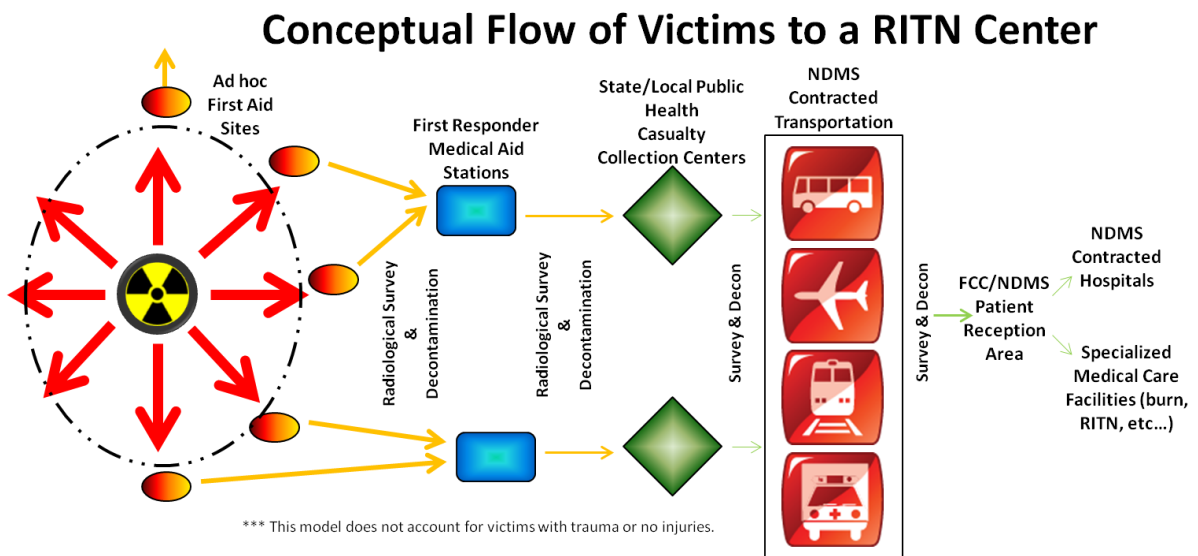 Conceptual Flow of Victims to a RITN Center
Ad hoc
First Aid
Sites
First Responder
Medical Aid
Stations
State/Local Public
Health
Casualty
Collection Centers
NDMS
Contracted
Transportation
Radiological Survey
&
Decontamination
Radiological Survey
&
Decontamination
Survey & Decon
Survey & Decon
FCC/NDMS
Patient
Reception
Area
NDMS
Contracted
Hospitals
Specialized
Medical Care
Facilities (burn,
RITN, etc...)
*** This model does not account for victims with trauma or no injuries.